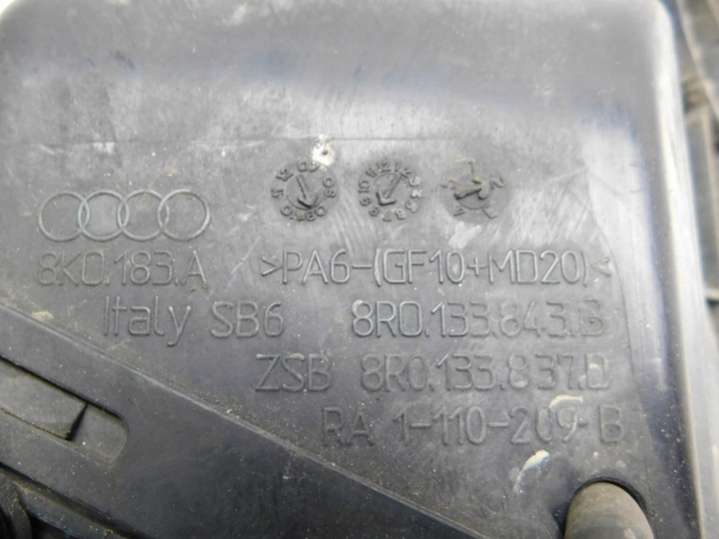 8K0.183.A >PA6-(GF10+MD20)<
Italy SB6 8R0.133.843.B
ZSB 8R0.133.837.D
RA 1-110-209 B